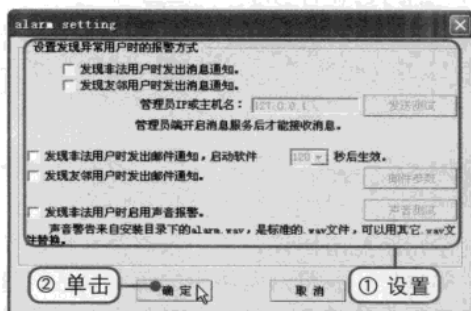 alarm setting
设置发现异常用户时的报警方式
发现非法用户时发出消息通知。
发现友邻用户时发出消息通知。
管理员IP或主机名： 127.0.0.1 发送测试
管理员端开启消息服务后才能接收消息。
发现非法用户时发出邮件通知，启动软件 120 秒后生效。
发现友邻用户时发出邮件通知。 邮件参数
发现非法用户时启用声音报警。 声音测试
声音警告来自安装目录下的alarm.wav，是标准的.wav文件，可以用其它.wav文
件替换。
② 单击 确定 取消 ① 设置